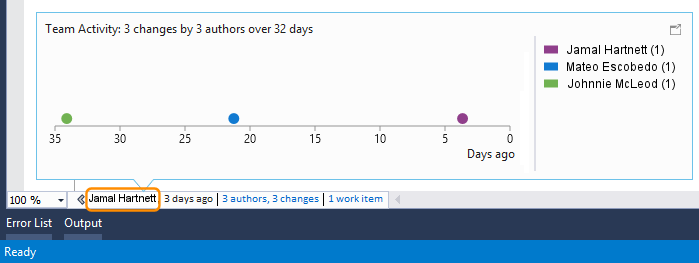 Team Activity: 3 changes by 3 authors over 32 days
Jamal Hartnett (1)
Mateo Escobedo (1)
Johnnie McLeod (1)
35 30 25 20 15 10 5 0
Days ago
100 % Jamal Hartnett 3 days ago | 3 authors, 3 changes | 1 work item
Error List Output
Ready